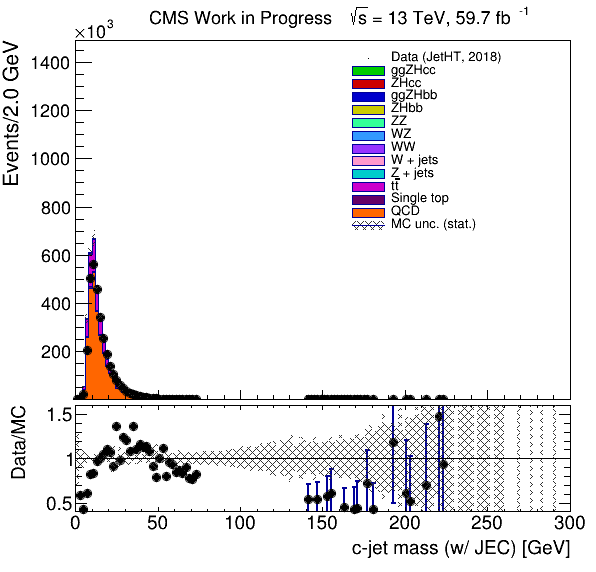 CMS Work in Progress √s = 13 TeV, 59.7 fb⁻¹
×10³
Events/2.0 GeV
1400
1200
1000
800
600
400
200
0
Data (JetHT, 2018)
ggZHcc
ZHcc
ggZHbb
ZHbb
ZZ
WZ
WW
W + jets
Z + jets
tt̅
Single top
QCD
MC unc. (stat.)
Data/MC
1.5
1
0.5
0 50 100 150 200 250 300
c-jet mass (w/ JEC) [GeV]